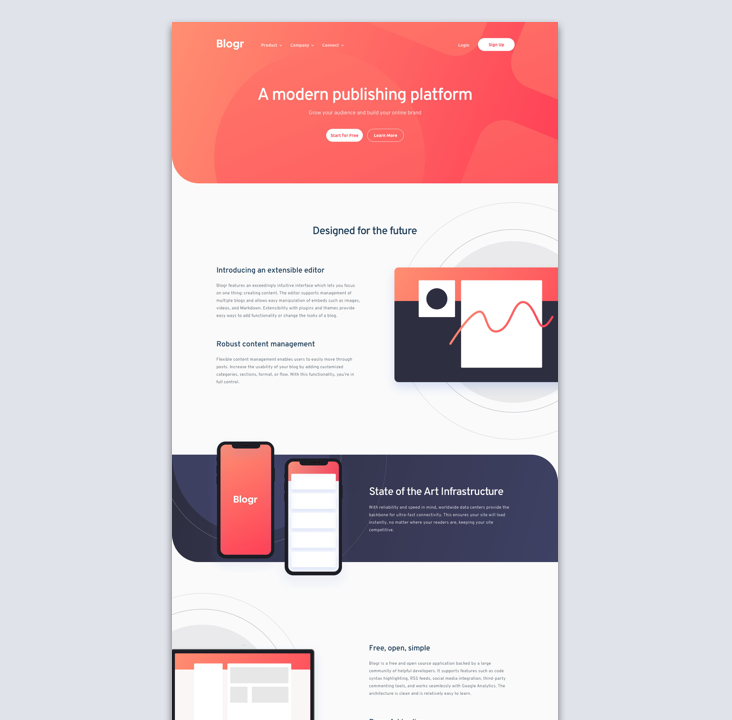 Blogr Product Company Connect Login Sign Up
A modern publishing platform
Grow your audience and build your online brand
Start for Free Learn More
Designed for the future
Introducing an extensible editor
Blogr features an exceedingly intuitive interface which lets you focus
on one thing: creating content. The editor supports management of
multiple blogs and allows easy manipulation of embeds such as images,
videos, and Markdown. Extensibility with plugins and themes provide
easy ways to add functionality or change the looks of a blog.
Robust content management
Flexible content management enables users to easily move through
posts. Increase the usability of your blog by adding customized
categories, sections, format, or flow. With this functionality, you're in
full control.
Blogr
State of the Art Infrastructure
With reliability and speed in mind, worldwide data centers provide the
backbone for ultra-fast connectivity. This ensures your site will load
instantly, no matter where your readers are, keeping your site
competitive.
Free, open, simple
Blogr is a free and open source application backed by a large
community of helpful developers. It supports features such as code
syntax highlighting, RSS feeds, social media integration, third-party
commenting tools, and works seamlessly with Google Analytics. The
architecture is clean and is relatively easy to learn.